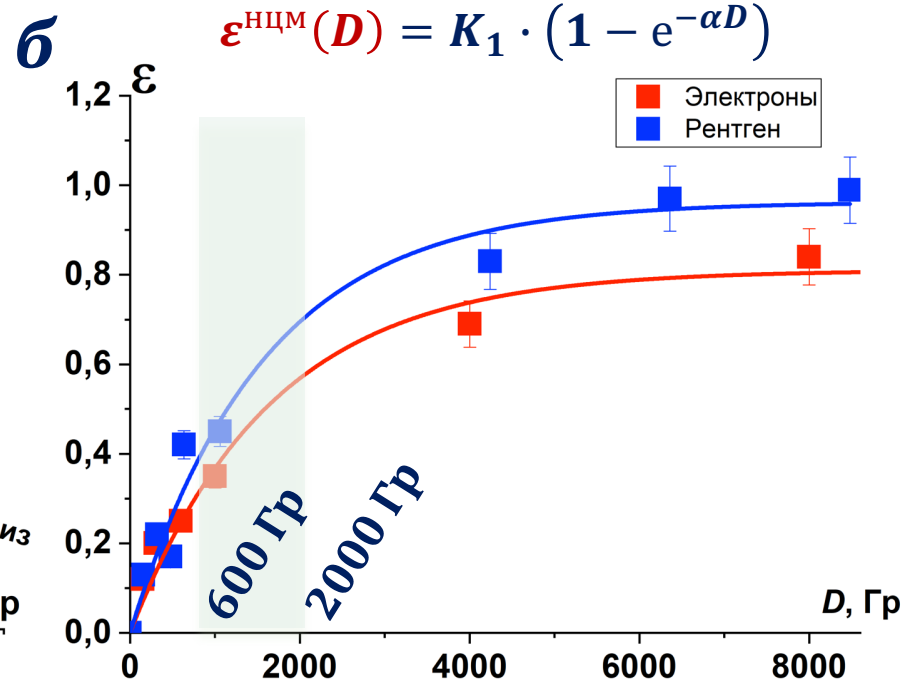 б
εᴴЦᴹ(D) = K₁ · (1 − e^−αD)
ε
1,2
1,0
0,8
0,6
0,4
0,2
0,0
Электроны
Рентген
600 Гр
2000 Гр
из
р
D, Гр
0
2000
4000
6000
8000